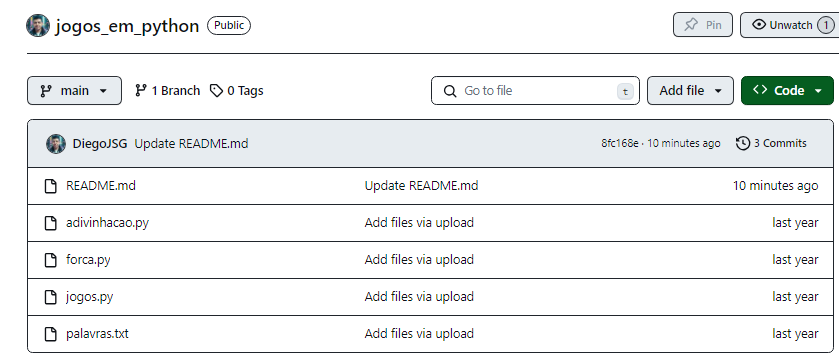 jogos_em_python Public Pin Unwatch 1
main 1 Branch 0 Tags Go to file t Add file Code
DiegoJSG Update README.md 8fc168e · 10 minutes ago 3 Commits
README.md Update README.md 10 minutes ago
adivinhacao.py Add files via upload last year
forca.py Add files via upload last year
jogos.py Add files via upload last year
palavras.txt Add files via upload last year